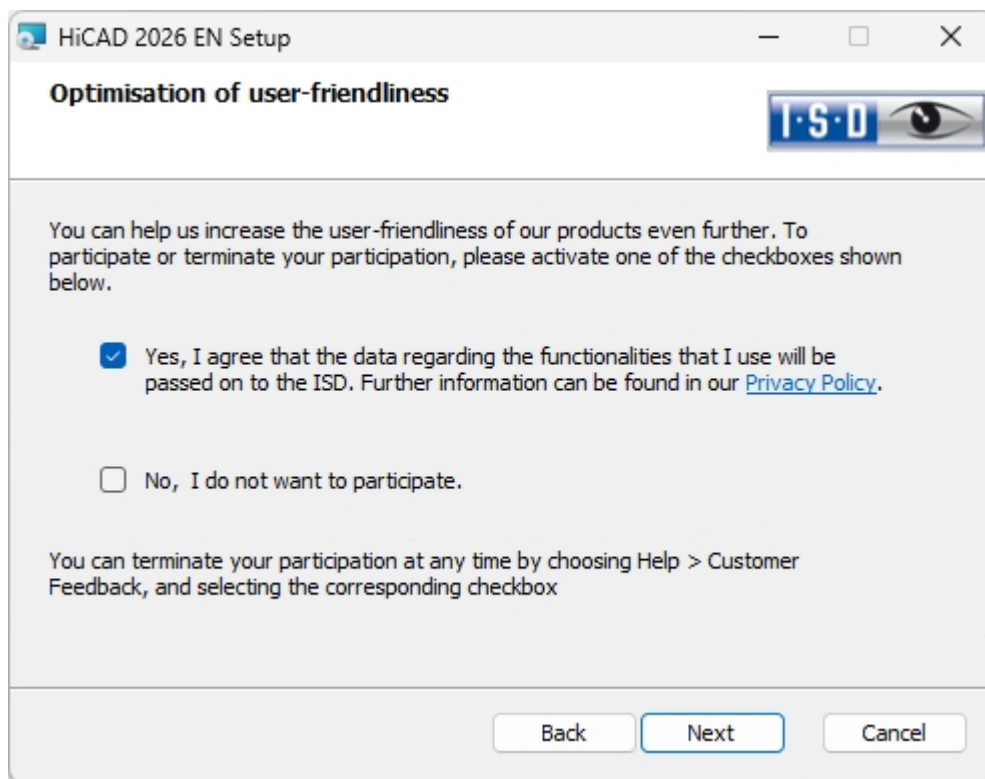 HiCAD 2026 EN Setup
Optimisation of user-friendliness
I·S·D
You can help us increase the user-friendliness of our products even further. To
participate or terminate your participation, please activate one of the checkboxes shown
below.
Yes, I agree that the data regarding the functionalities that I use will be
passed on to the ISD. Further information can be found in our Privacy Policy.
No, I do not want to participate.
You can terminate your participation at any time by choosing Help > Customer
Feedback, and selecting the corresponding checkbox
Back Next Cancel